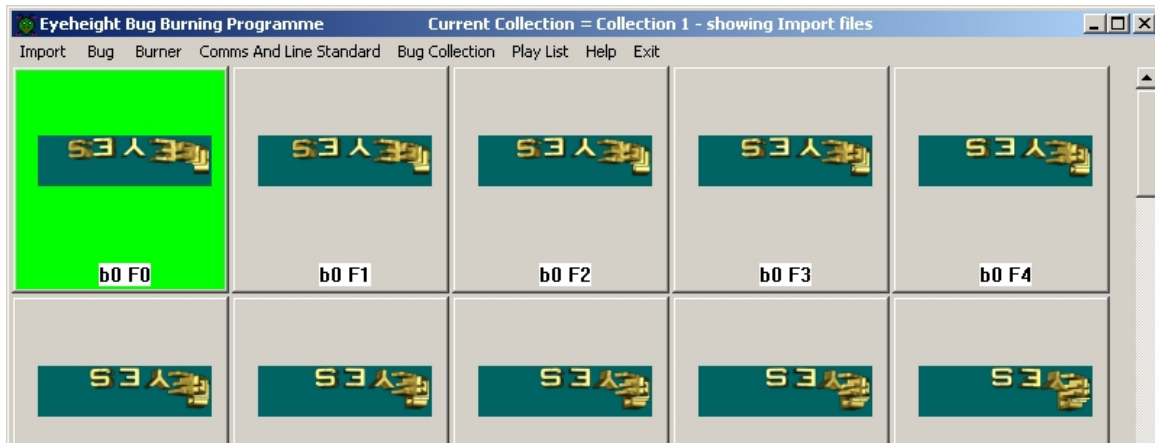 Eyeheight Bug Burning Programme Current Collection = Collection 1 - showing Import files
Import Bug Burner Comms And Line Standard Bug Collection Play List Help Exit
b0 F0 b0 F1 b0 F2 b0 F3 b0 F4